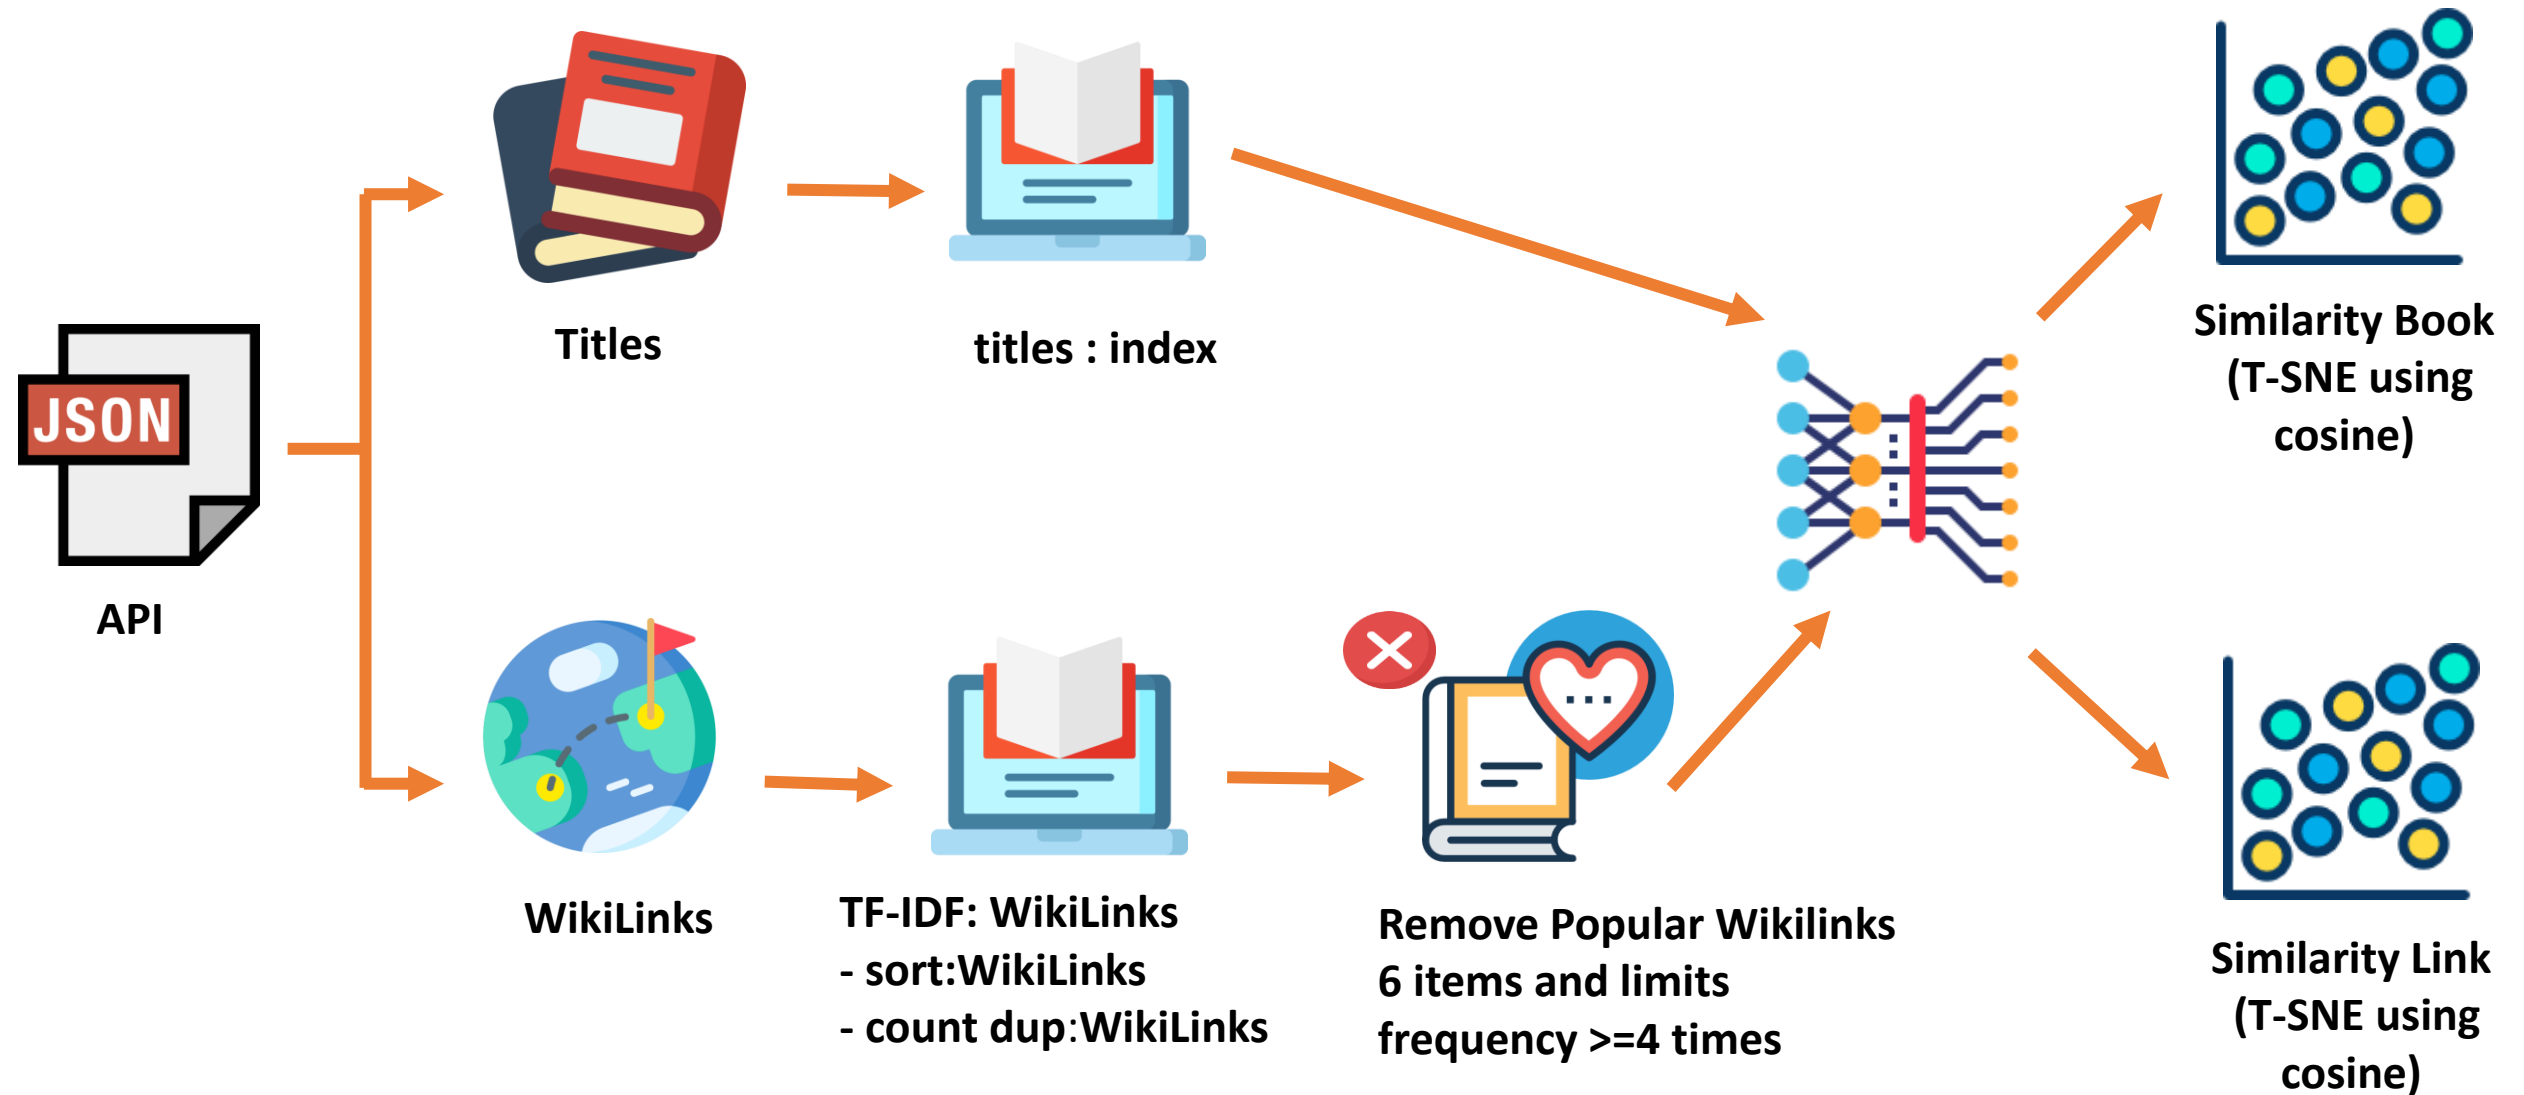 JSON
API
Titles
titles : index
WikiLinks
TF-IDF: WikiLinks
- sort:WikiLinks
- count dup:WikiLinks
Remove Popular Wikilinks
6 items and limits
frequency >=4 times
Similarity Book
(T-SNE using
cosine)
Similarity Link
(T-SNE using
cosine)